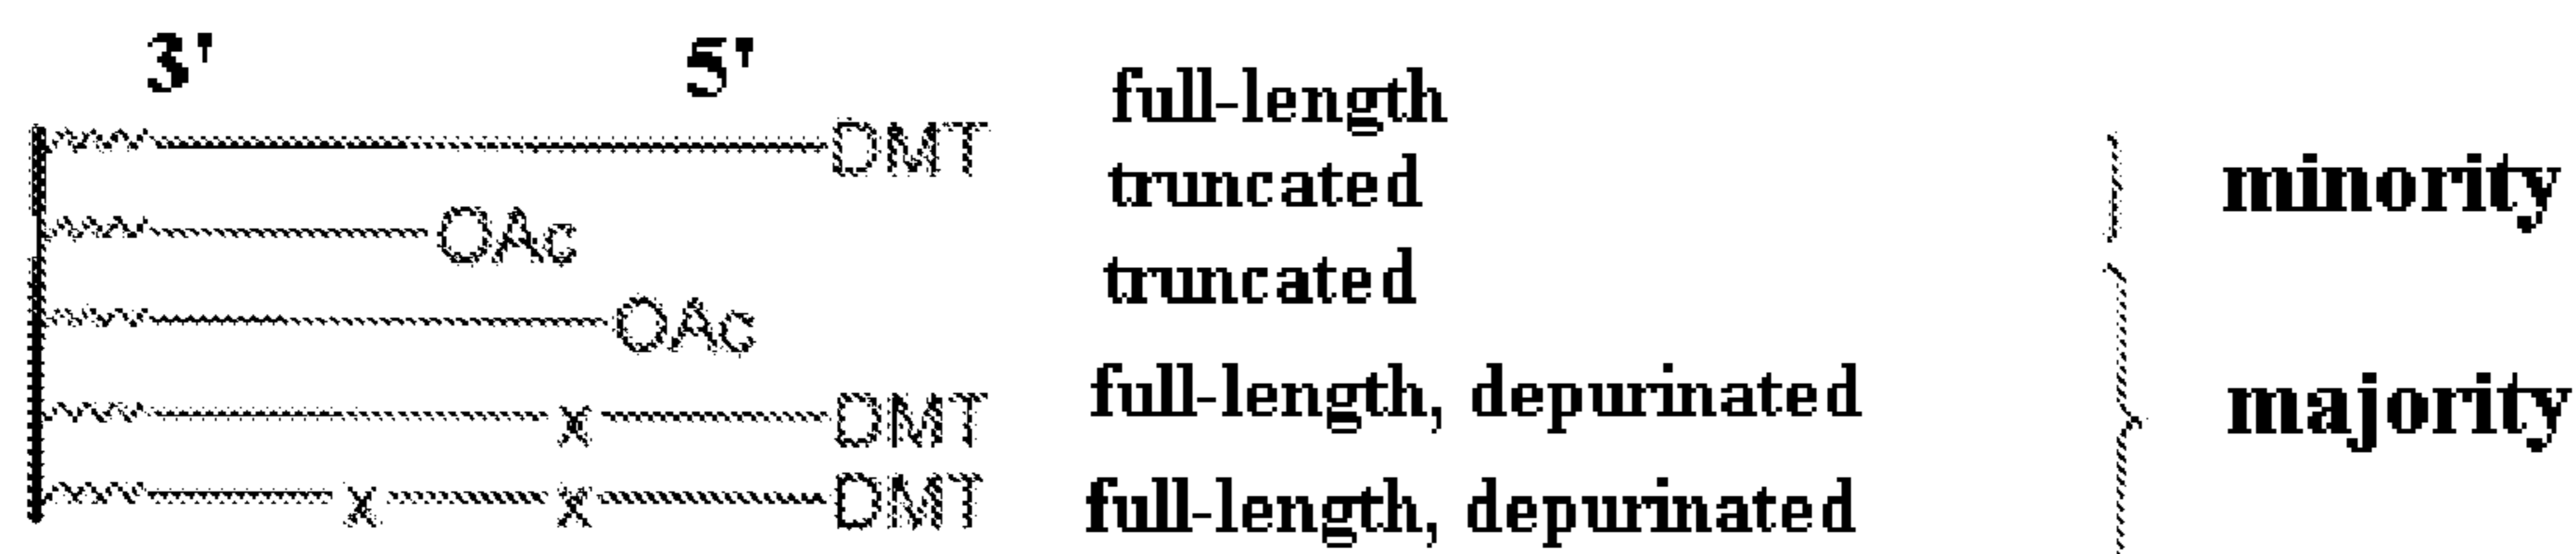 3' 5'
DMT full-length
OAc truncated minority
OAc truncated
x DMT full-length, depurinated majority
x x DMT full-length, depurinated